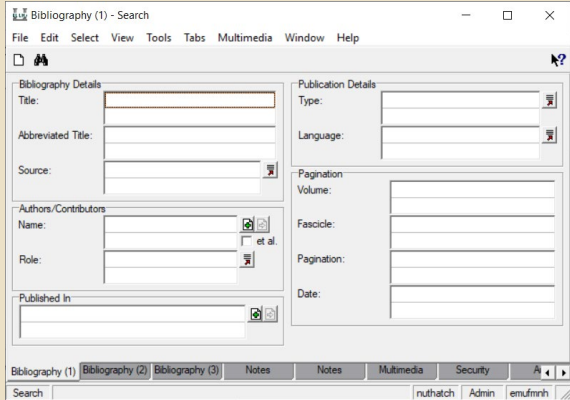 Bibliography (1) - Search
File Edit Select View Tools Tabs Multimedia Window Help
Bibliography Details
Title:
Abbreviated Title:
Source:
Authors/Contributors
Name:
et al.
Role:
Published In
Publication Details
Type:
Language:
Pagination
Volume:
Fascicle:
Pagination:
Date:
Bibliography (1) Bibliography (2) Bibliography (3) Notes Notes Multimedia Security
Search nuthatch Admin emufmnh